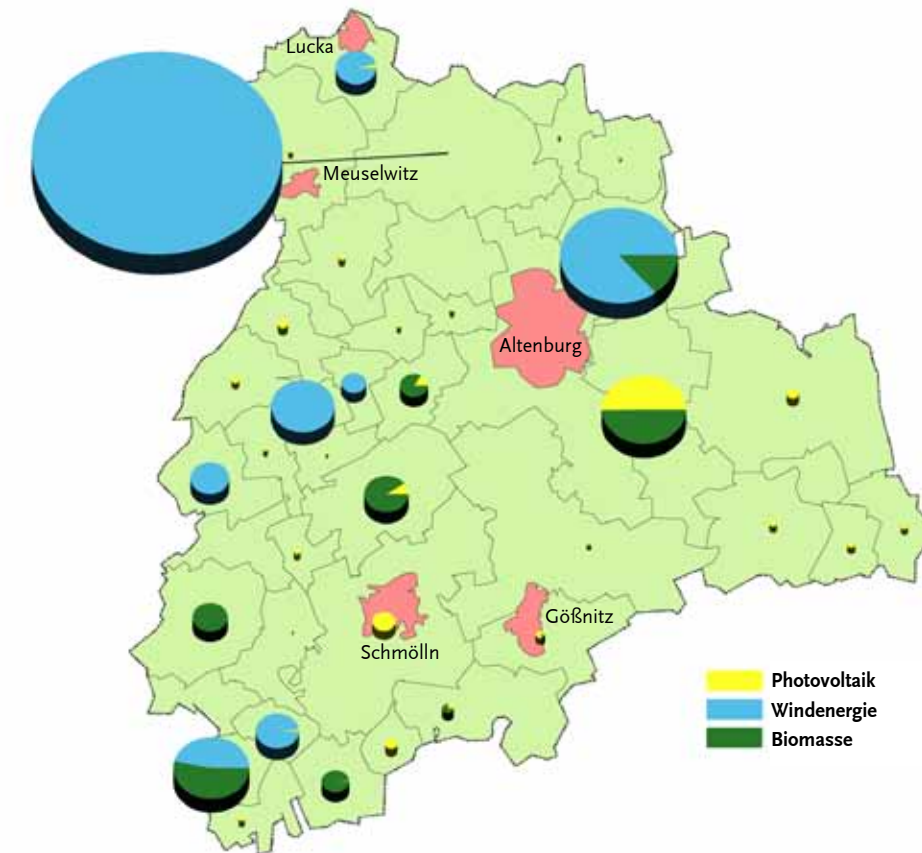 Lucka
Meuselwitz
Altenburg
Gößnitz
Schmölln
Photovoltaik
Windenergie
Biomasse